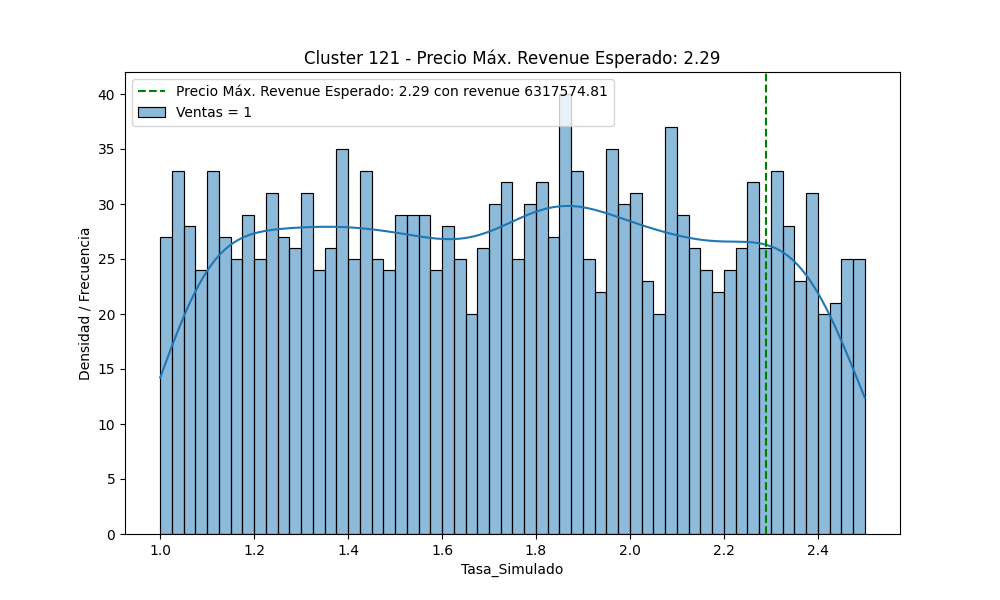 Cluster 121 - Precio Máx. Revenue Esperado: 2.29
Precio Máx. Revenue Esperado: 2.29 con revenue 6317574.81
Ventas = 1
Densidad / Frecuencia
40
35
30
25
20
15
10
5
0
1.0 1.2 1.4 1.6 1.8 2.0 2.2 2.4
Tasa_Simulado